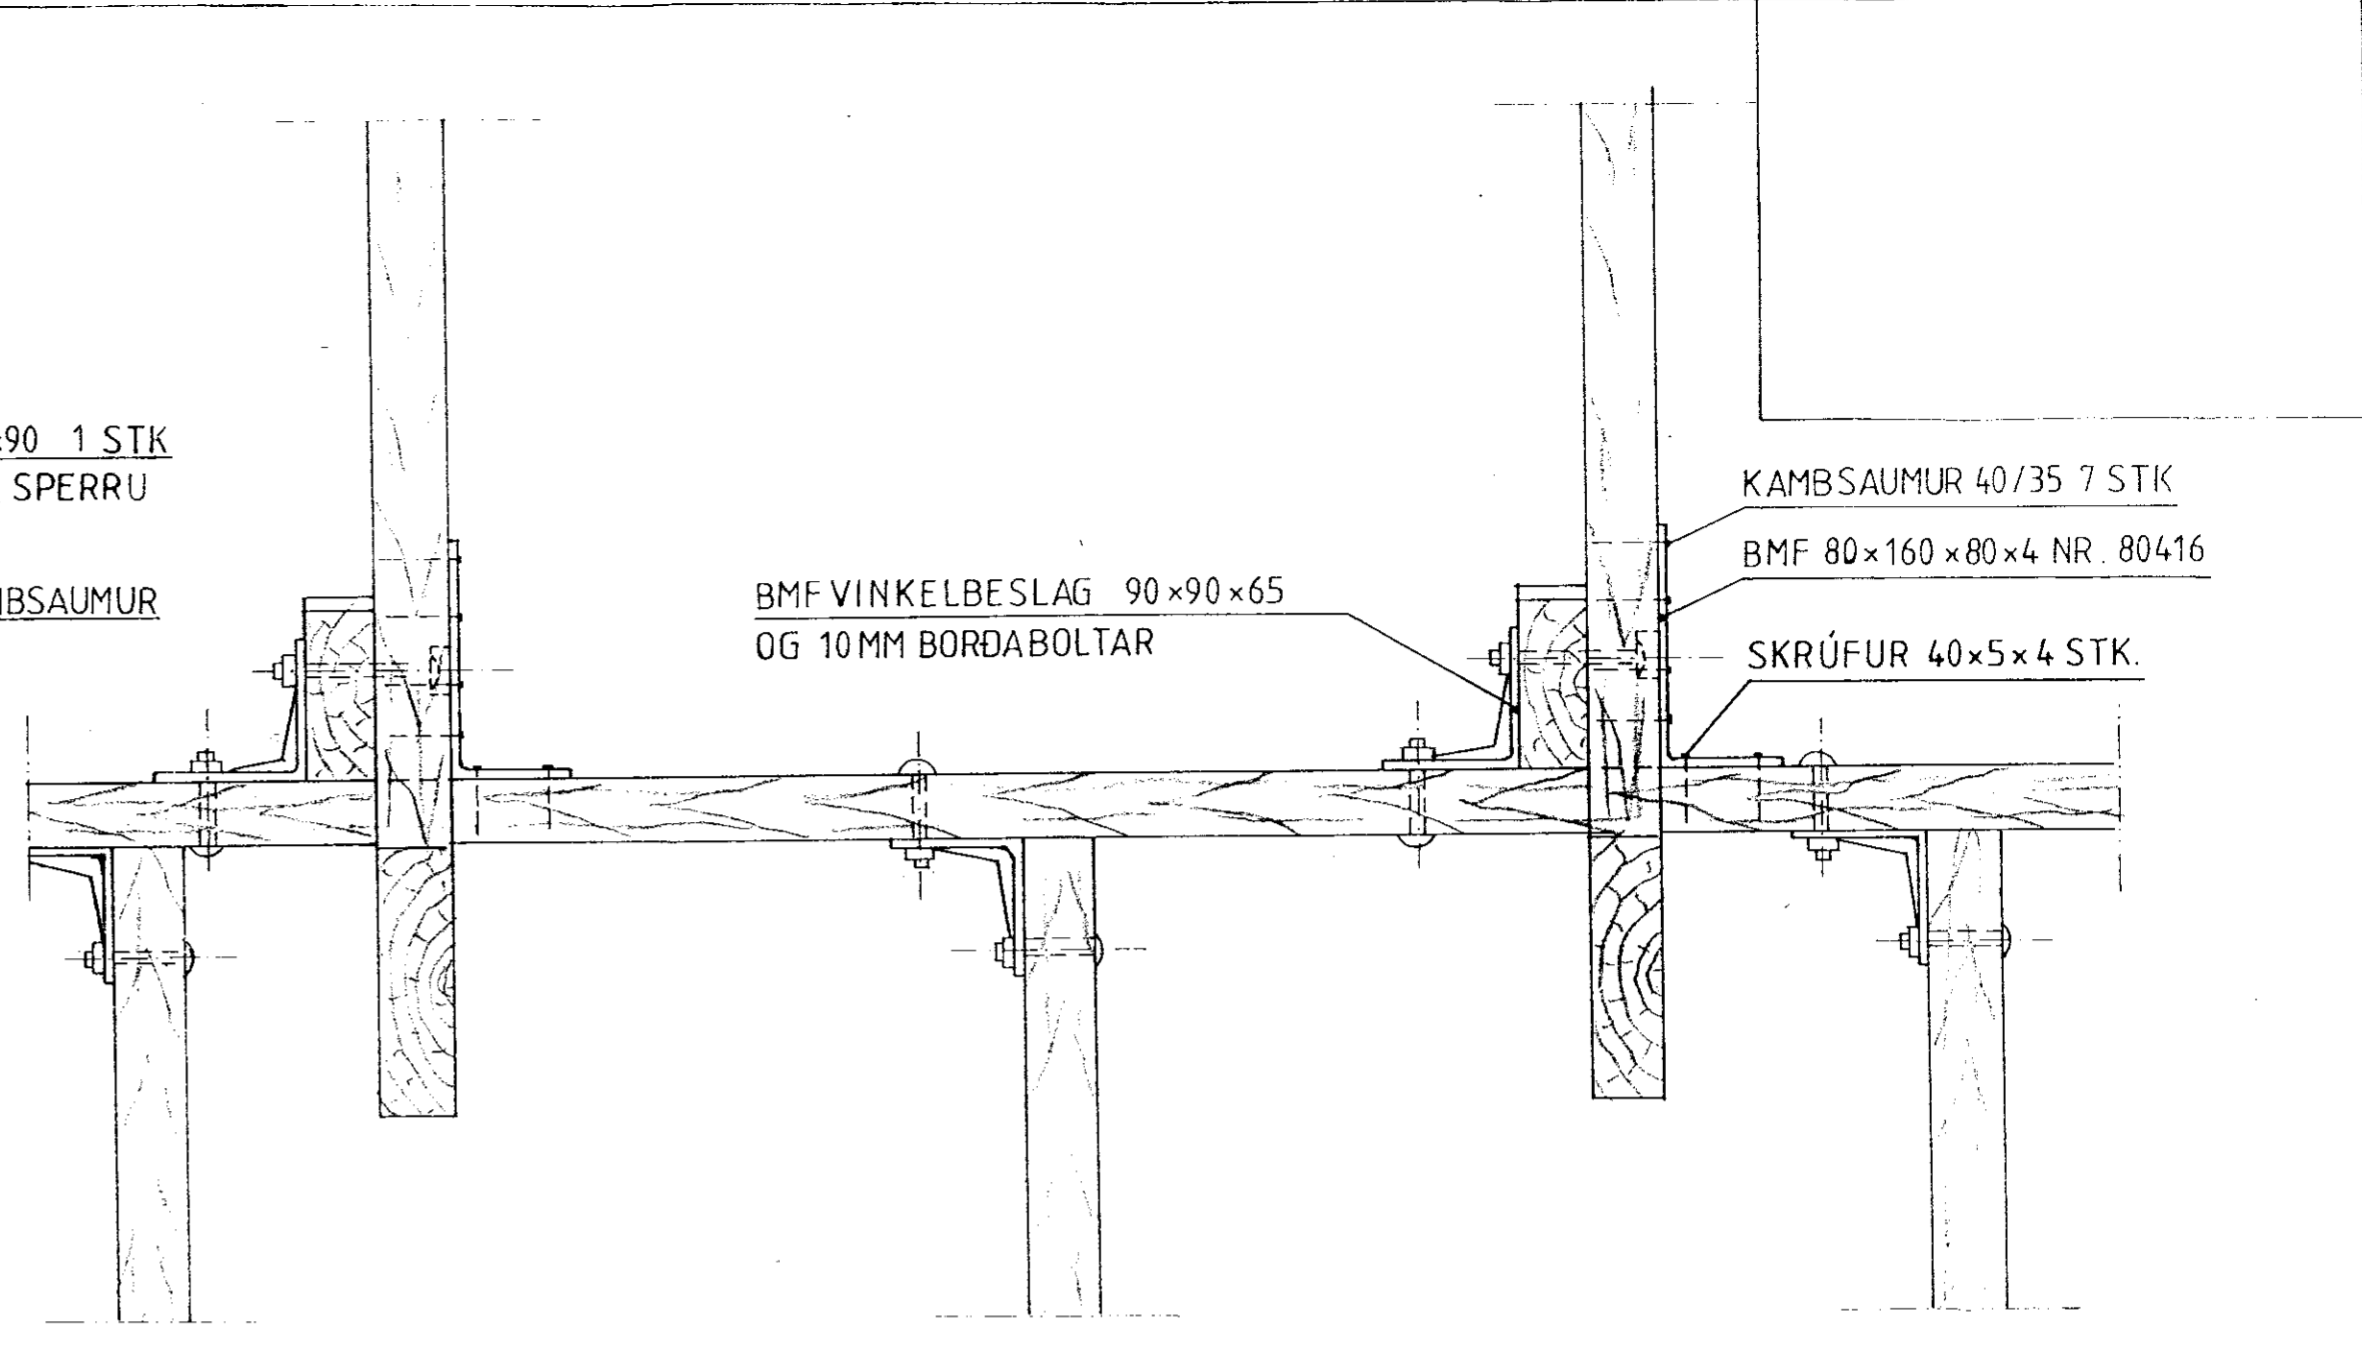 ×90 1 STK
SPERRU
MBSAUMUR
BMF VINKELBESLAG 90×90×65
OG 10MM BORÐABOLTAR
KAMBSAUMUR 40/35 7 STK
BMF 80×160×80×4 NR. 80416
SKRÚFUR 40×5×4 STK.